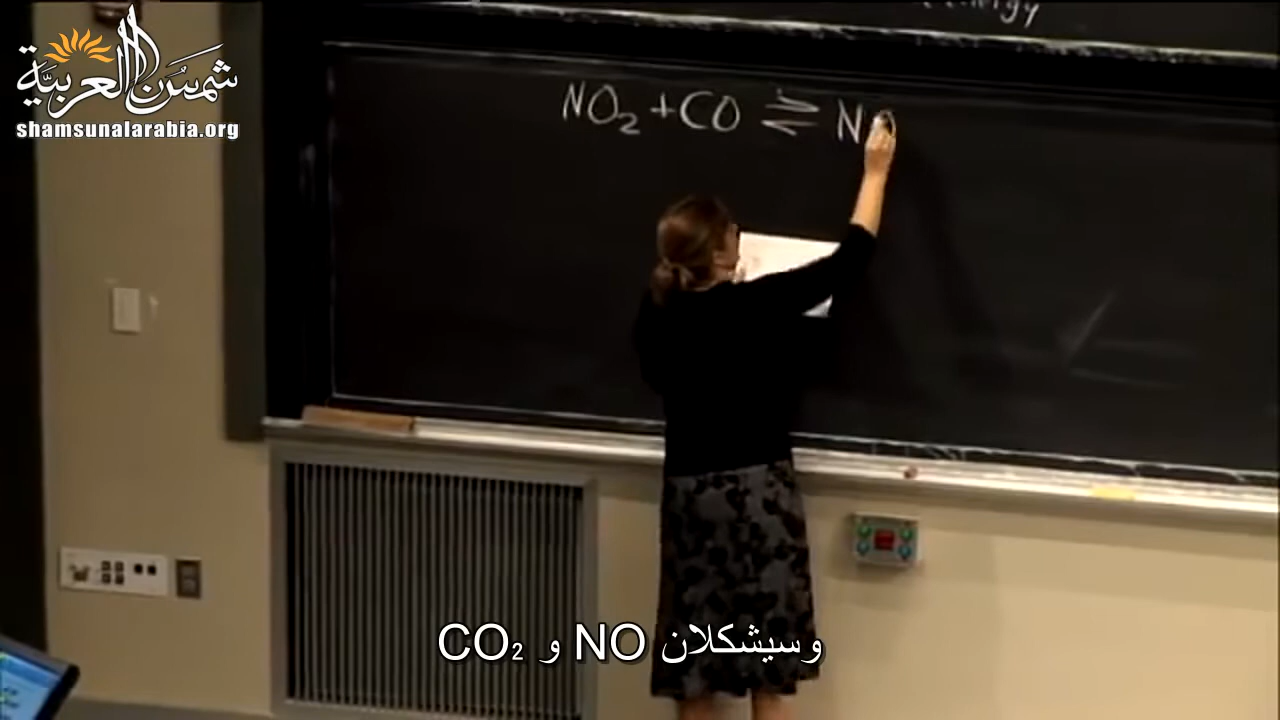 شمس العربية
shamsunalarabia.org
NO₂ + CO ⇌ NO
وسيشكلان NO و CO₂